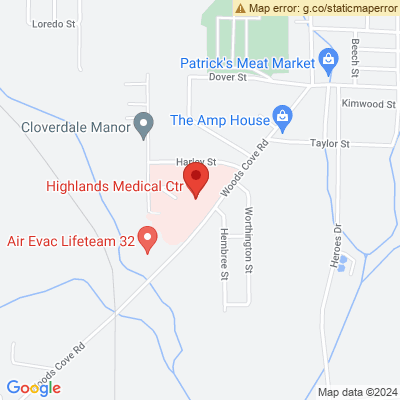 Map error: g.co/staticmaperror
Loredo St
Beech St
Patrick's Meat Market
Dover St
Kimwood St
The Amp House
Cloverdale Manor
Taylor St
Harley St
Woods Cove Rd
Highlands Medical Ctr
Worthington St
Hembree St
Air Evac Lifeteam 32
Heroes Dr
Woods Cove Rd
Google
Map data ©2024